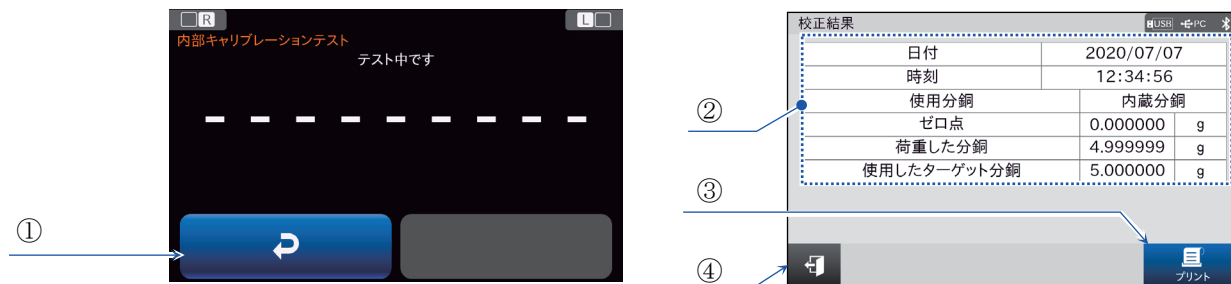 R
L
内部キャリブレーションテスト
テスト中です
①
校正結果
USB PC
日付 2020/07/07
時刻 12:34:56
使用分銅 内蔵分銅
ゼロ点 0.000000 g
荷重した分銅 4.999999 g
使用したターゲット分銅 5.000000 g
②
③
④
プリント